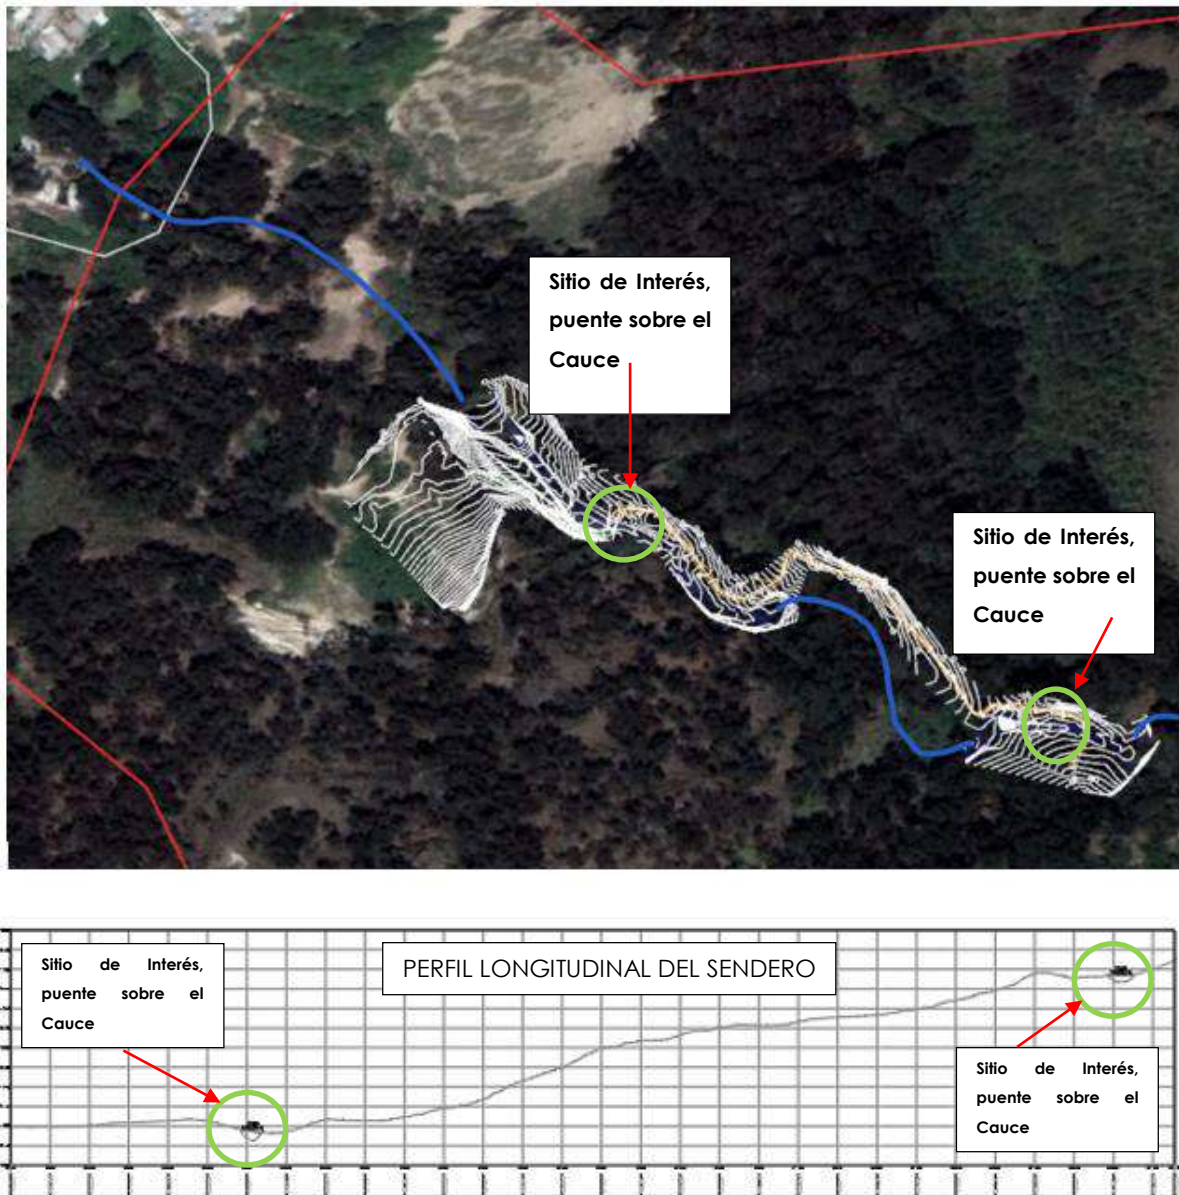 Sitio de Interés,
puente sobre el
Cauce
Sitio de Interés,
puente sobre el
Cauce
Sitio de Interés,
puente sobre el
Cauce
PERFIL LONGITUDINAL DEL SENDERO
Sitio de Interés,
puente sobre el
Cauce